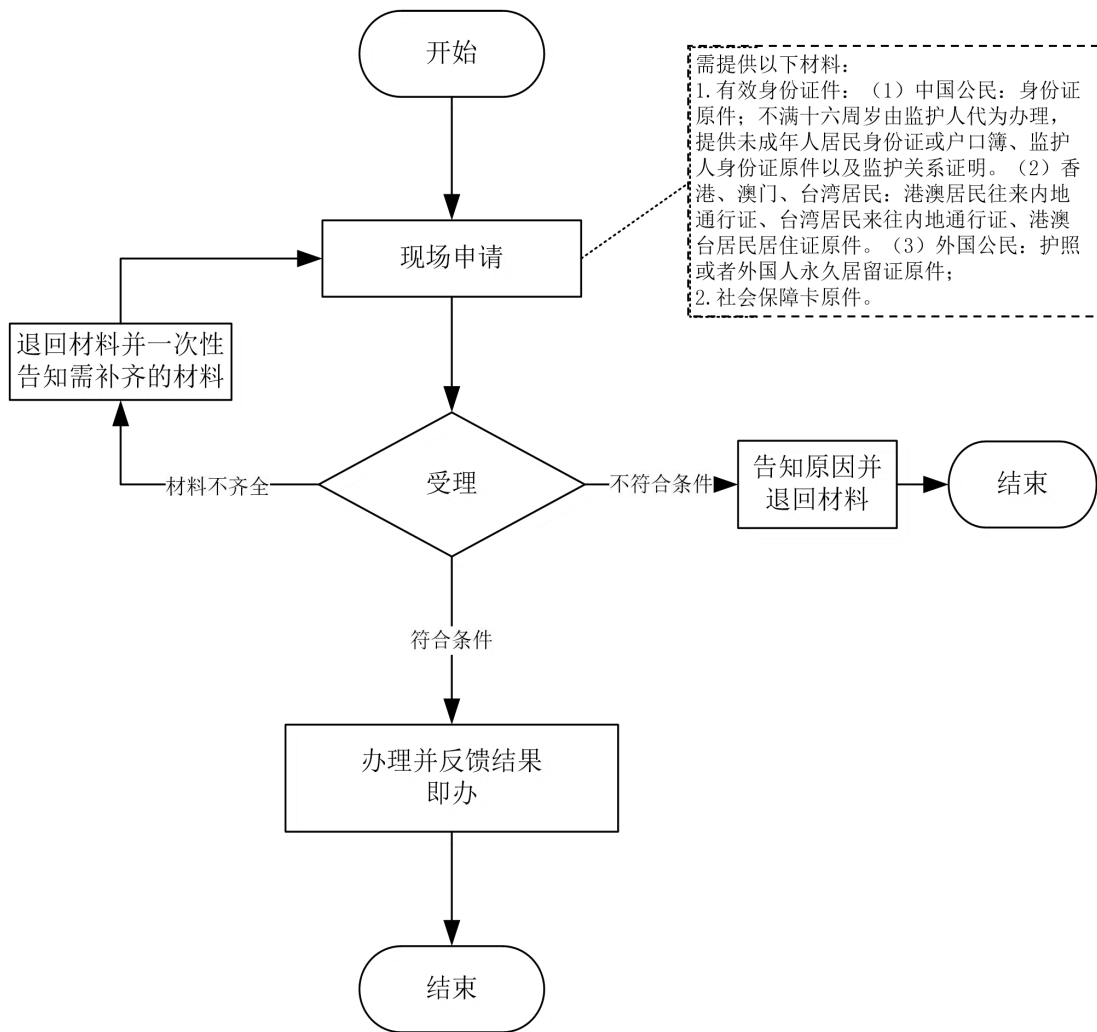 开始
需提供以下材料：
1.有效身份证件：（1）中国公民：身份证
原件；不满十六周岁由监护人代为办理，
提供未成年人居民身份证或户口簿、监护
人身份证原件以及监护关系证明。（2）香
港、澳门、台湾居民：港澳居民往来内地
通行证、台湾居民来往内地通行证、港澳
台居民居住证原件。（3）外国公民：护照
或者外国人永久居留证原件；
2.社会保障卡原件。
现场申请
退回材料并一次性
告知需补齐的材料
材料不齐全
受理
不符合条件
告知原因并
退回材料
结束
符合条件
办理并反馈结果
即办
结束